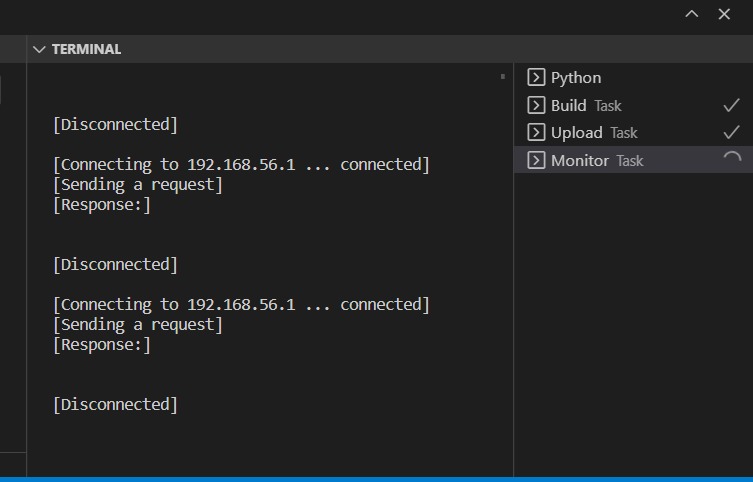 TERMINAL
[Disconnected]
[Connecting to 192.168.56.1 ... connected]
[Sending a request]
[Response:]
[Disconnected]
[Connecting to 192.168.56.1 ... connected]
[Sending a request]
[Response:]
[Disconnected]
Python
Build Task
Upload Task
Monitor Task